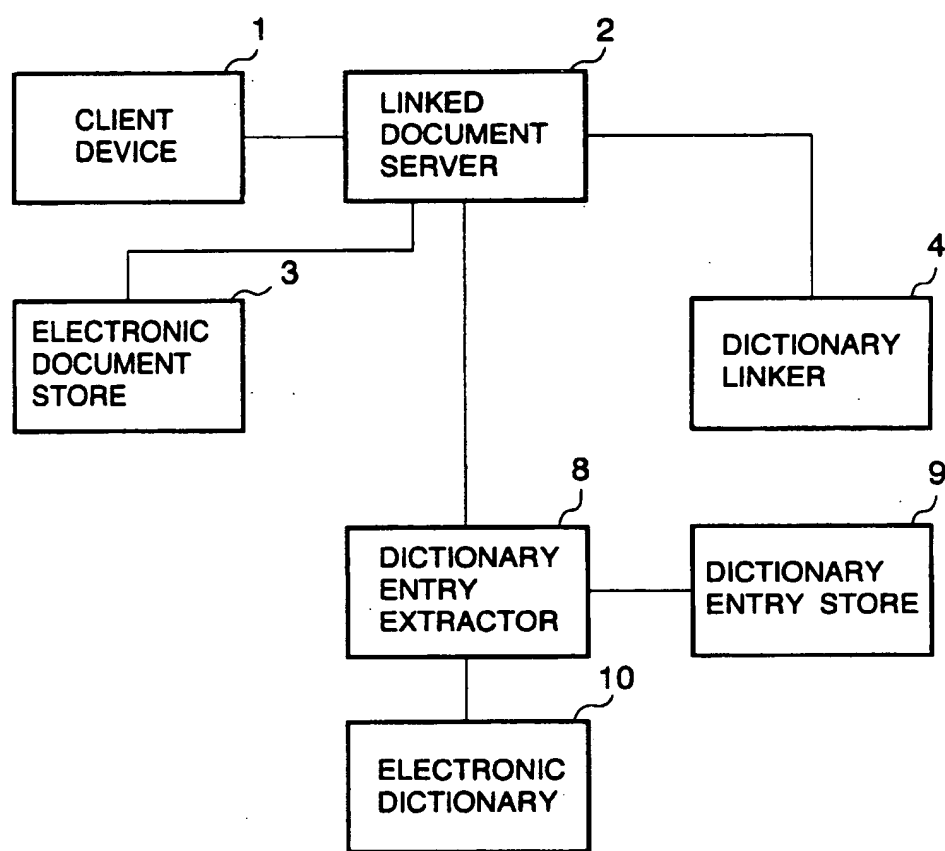 1
CLIENT
DEVICE
2
LINKED
DOCUMENT
SERVER
3
ELECTRONIC
DOCUMENT
STORE
4
DICTIONARY
LINKER
8
DICTIONARY
ENTRY
EXTRACTOR
9
DICTIONARY
ENTRY STORE
10
ELECTRONIC
DICTIONARY